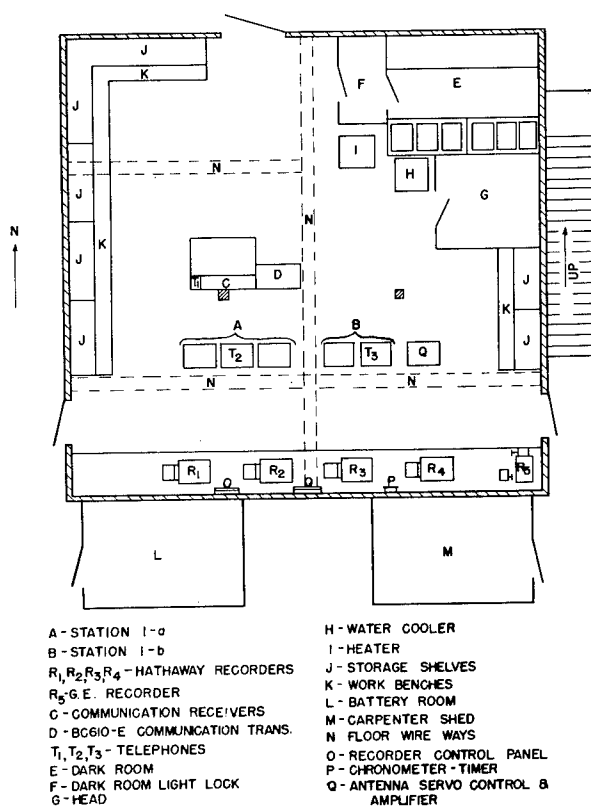 J
K
F
E
J
N
I
H
J
N
G
N
K
J
J
UP
T1 C D
K
J
J
A
B
T2
T3
Q
J
N
N
R1
R2
R3
R4
R5
O
O
P
L
M
A - STATION 1-a
B - STATION 1-b
R1,R2,R3,R4 - HATHAWAY RECORDERS
R5-G.E. RECORDER
C - COMMUNICATION RECEIVERS
D - BC610-E COMMUNICATION TRANS.
T1,T2,T3- TELEPHONES
E - DARK ROOM
F - DARK ROOM LIGHT LOCK
G - HEAD
H - WATER COOLER
I - HEATER
J - STORAGE SHELVES
K - WORK BENCHES
L - BATTERY ROOM
M - CARPENTER SHED
N FLOOR WIRE WAYS
O - RECORDER CONTROL PANEL
P - CHRONOMETER - TIMER
Q - ANTENNA SERVO CONTROL &
AMPLIFIER